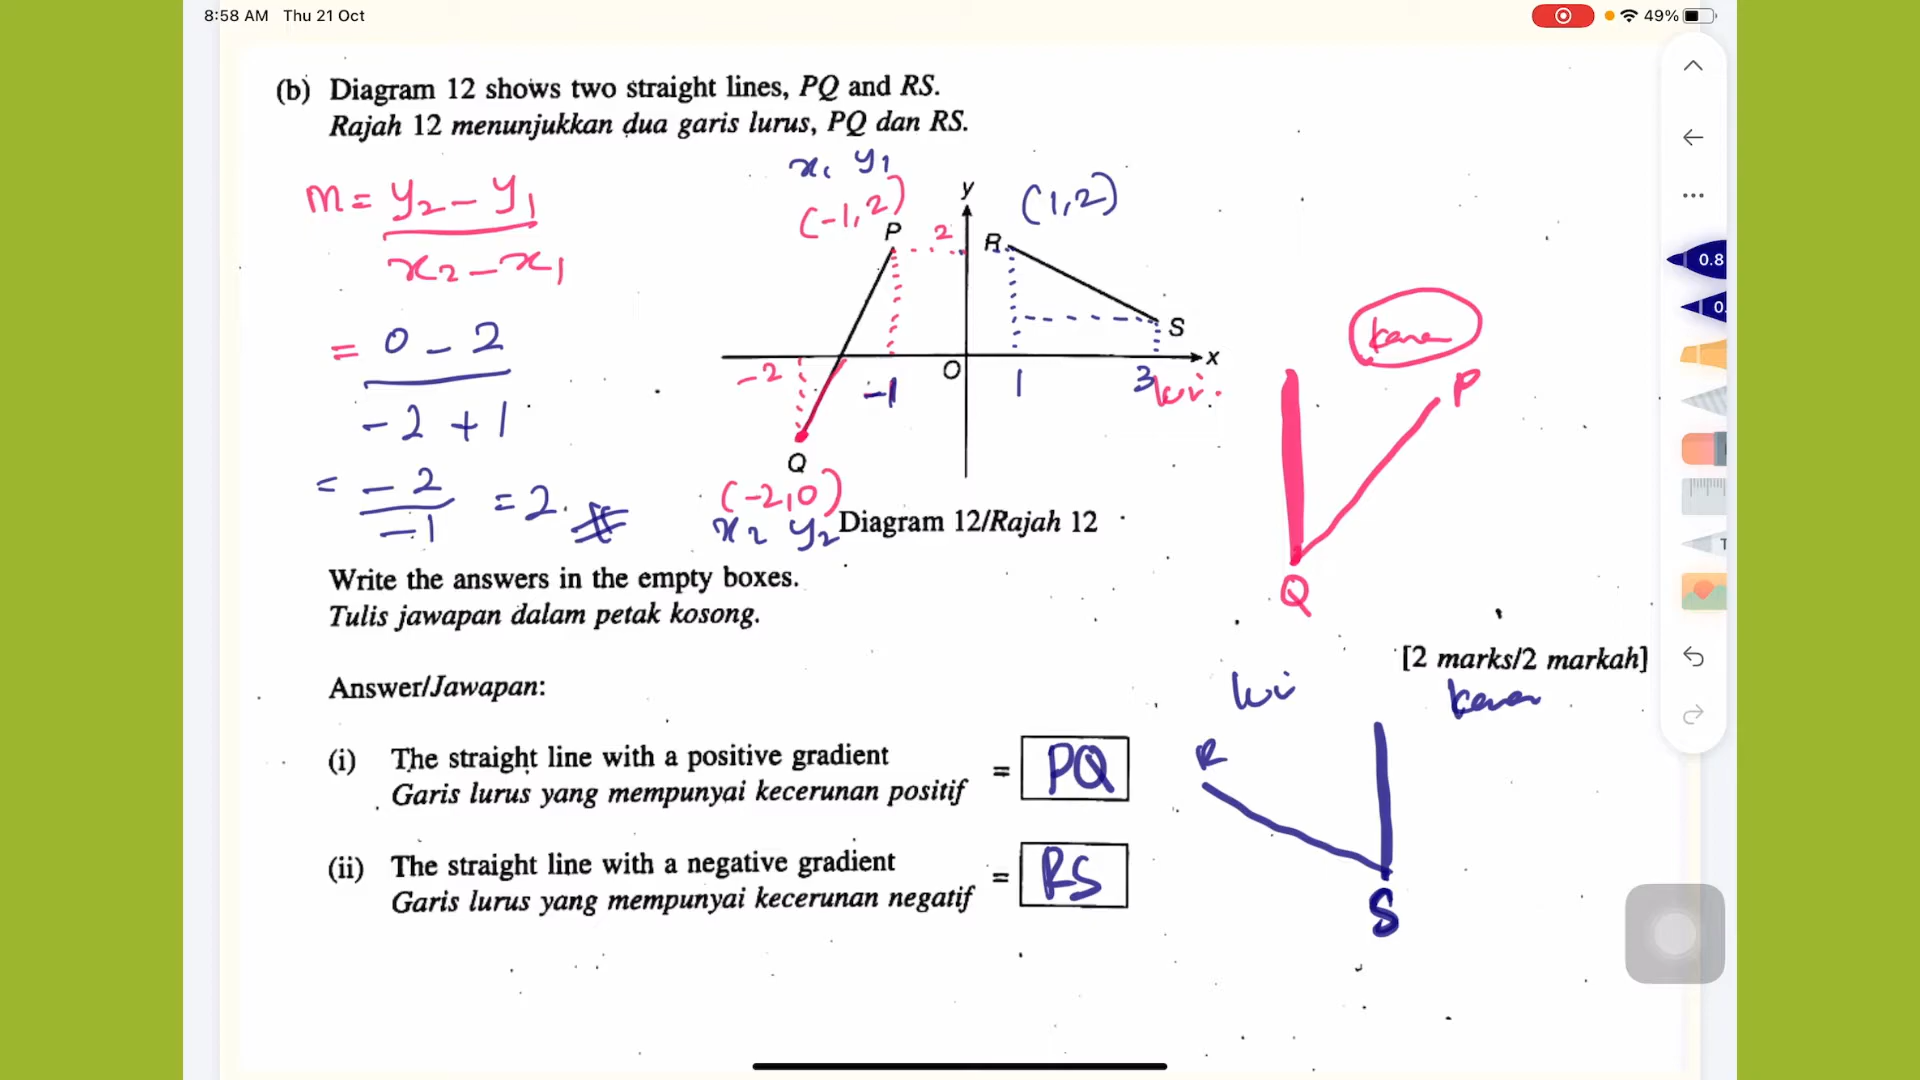 8:58 AM Thu 21 Oct
49%
(b) Diagram 12 shows two straight lines, PQ and RS.
Rajah 12 menunjukkan dua garis lurus, PQ dan RS.
m = y2 - y1
x2 - x1
= 0 - 2
-2 + 1
= -2
-1
= 2.
x1 y1
(-1, 2)
P
2
y
R
(1,2)
S
x
O
-2
-1
1
3
Q
(-2,0)
x2 y2
kiri
kanan
P
Q
Diagram 12/Rajah 12
0.8
0.
T
Write the answers in the empty boxes.
Tulis jawapan dalam petak kosong.
[2 marks/2 markah]
Answer/Jawapan:
kiri
kanan
R
S
(i) The straight line with a positive gradient
Garis lurus yang mempunyai kecerunan positif
= PQ
(ii) The straight line with a negative gradient
Garis lurus yang mempunyai kecerunan negatif
= RS